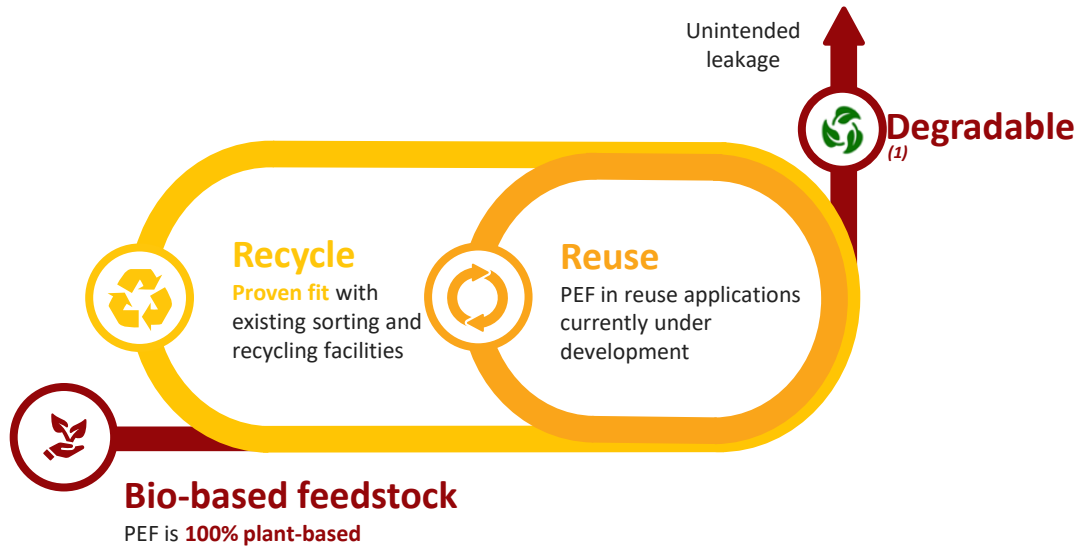 Unintended
leakage
Degradable
(1)
Recycle
Proven fit with
existing sorting and
recycling facilities
Reuse
PEF in reuse applications
currently under
development
Bio-based feedstock
PEF is 100% plant-based